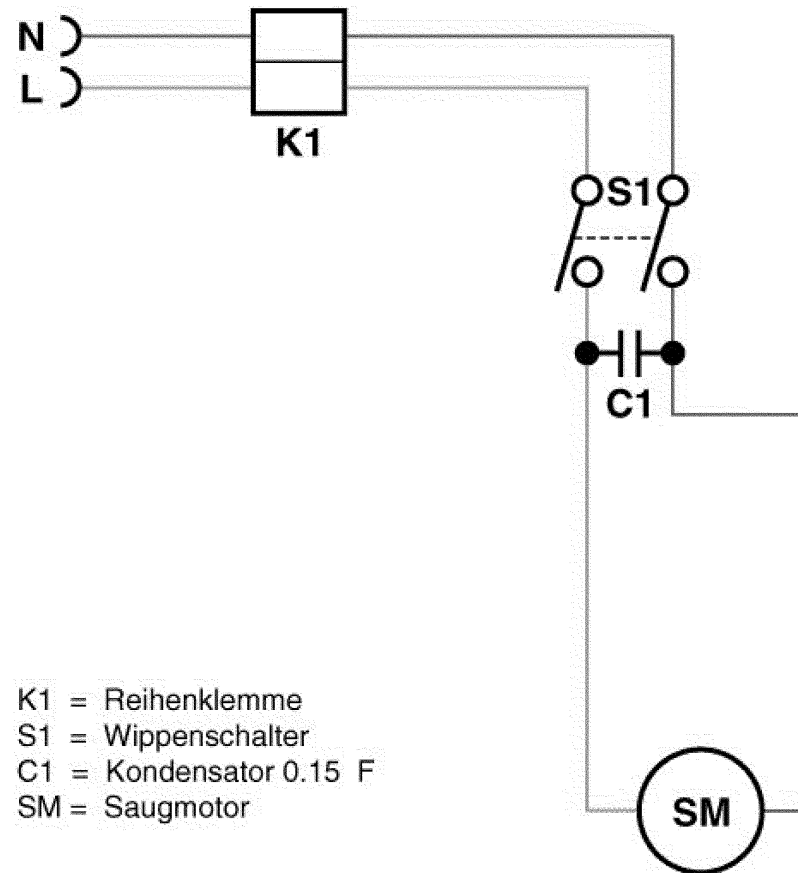 N
L
K1
S1
C1
K1 = Reihenklemme
S1 = Wippenschalter
C1 = Kondensator 0.15 F
SM = Saugmotor
SM